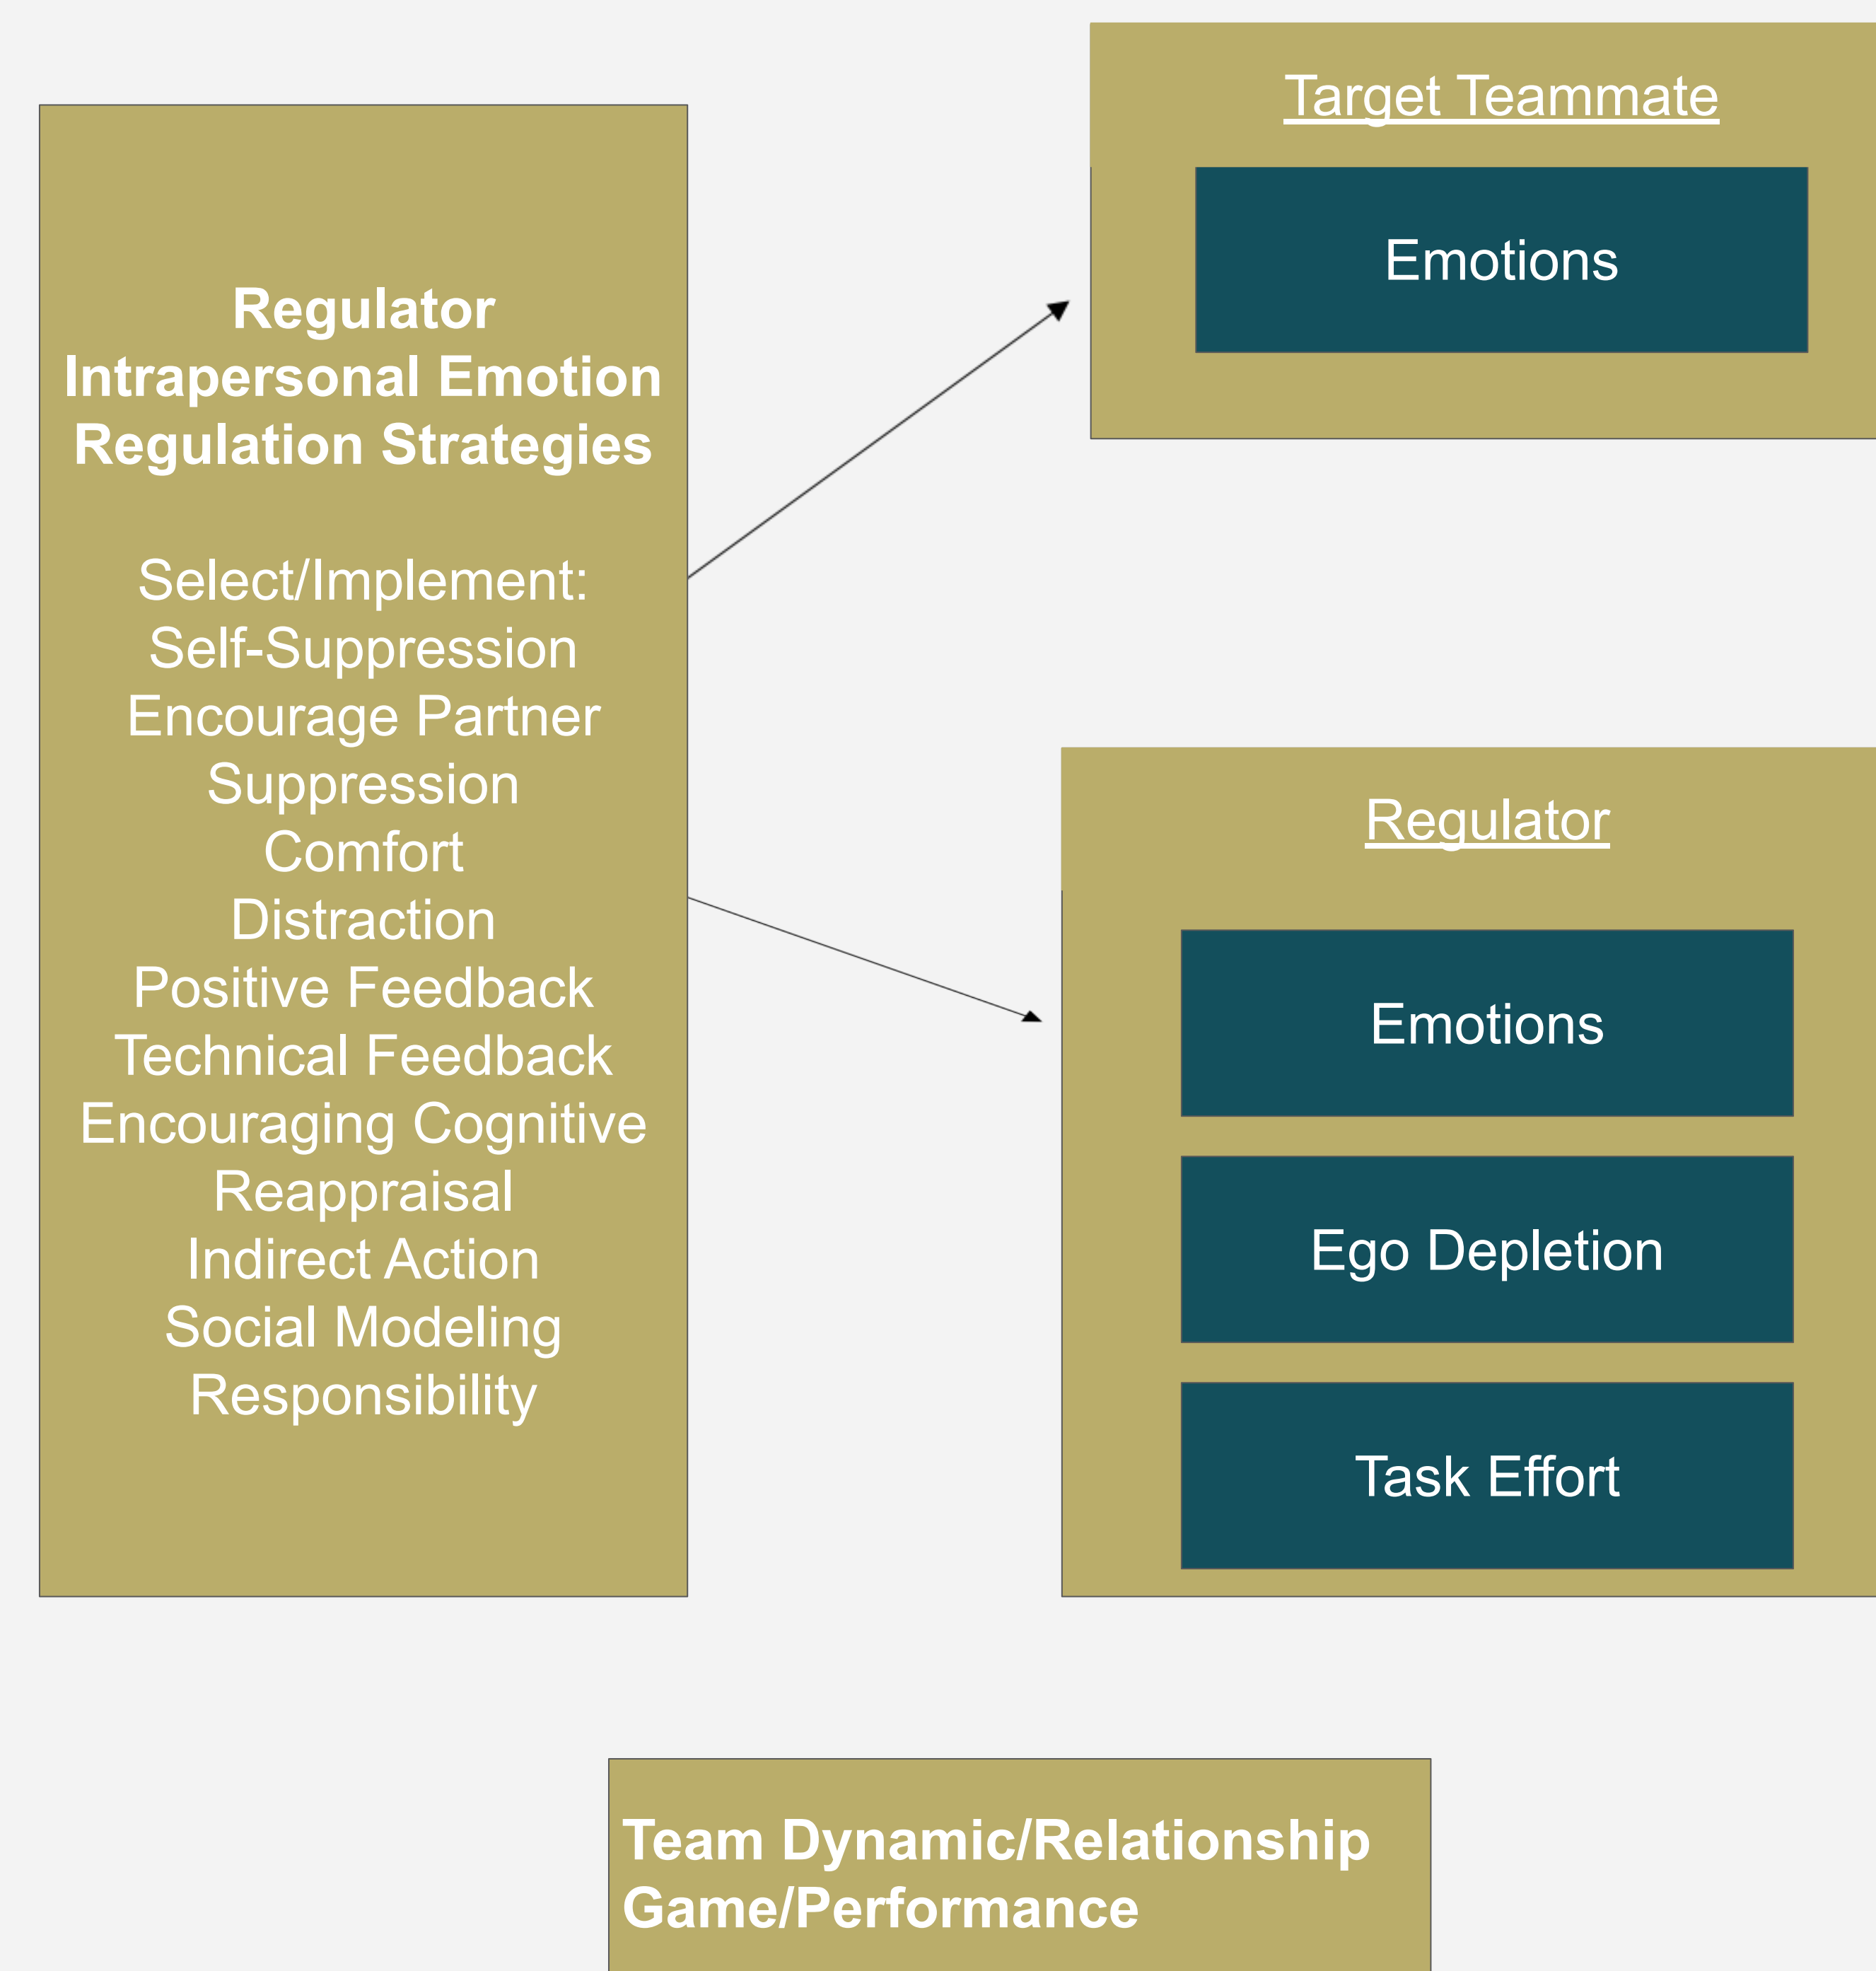 Regulator
Intrapersonal Emotion
Regulation Strategies
Select/Implement:
Self-Suppression
Encourage Partner
Suppression
Comfort
Distraction
Positive Feedback
Technical Feedback
Encouraging Cognitive
Reappraisal
Indirect Action
Social Modeling
Responsibility
Target Teammate
Emotions
Regulator
Emotions
Ego Depletion
Task Effort
Team Dynamic/Relationship
Game/Performance